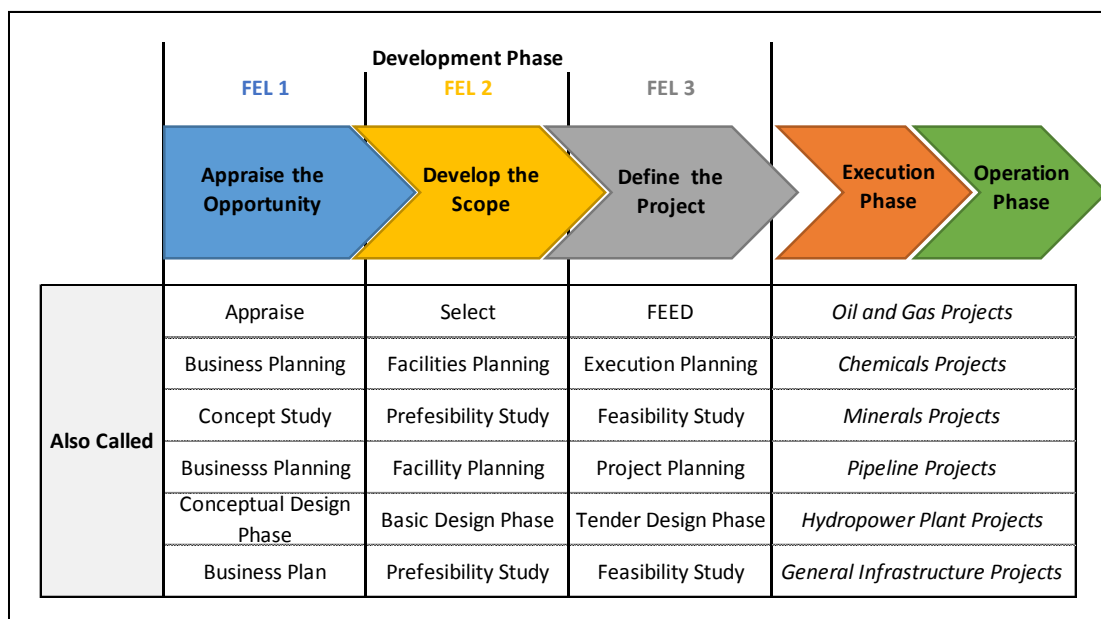 Development Phase
FEL 1 FEL 2 FEL 3
Appraise the
Opportunity
Develop the
Scope
Define the
Project
Execution
Phase
Operation
Phase
Also Called
Appraise Select FEED Oil and Gas Projects
Business Planning Facilities Planning Execution Planning Chemicals Projects
Concept Study Prefesibility Study Feasibility Study Minerals Projects
Businesss Planning Facillity Planning Project Planning Pipeline Projects
Conceptual Design
Phase
Basic Design Phase Tender Design Phase Hydropower Plant Projects
Business Plan Prefesibility Study Feasibility Study General Infrastructure Projects